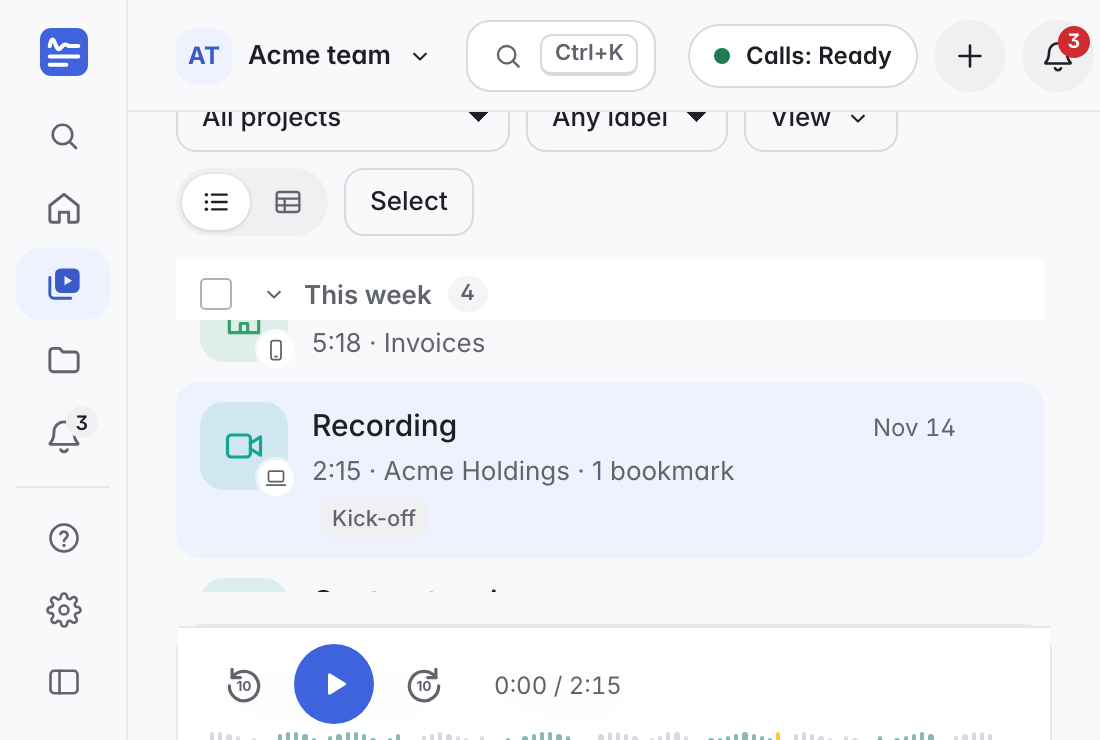 AT Acme team Ctrl+K Calls: Ready 3
All projects Any label View
Select
This week 4
5:18 · Invoices
3
Recording Nov 14
2:15 · Acme Holdings · 1 bookmark
Kick-off
10 10 0:00 / 2:15